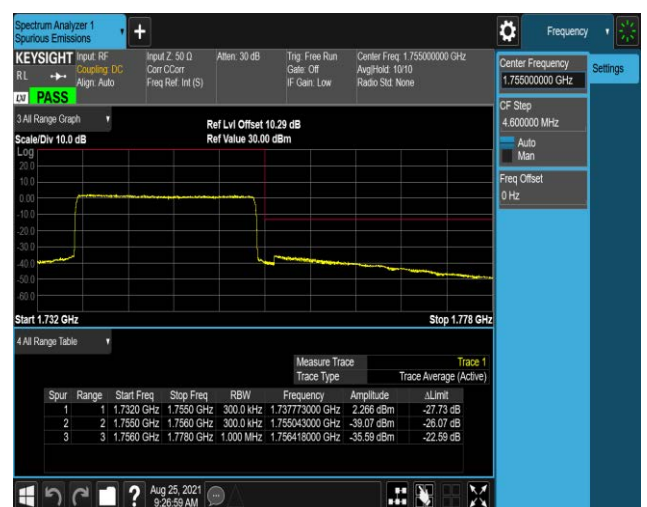 Spectrum Analyzer 1
Spurious Emissions
Frequency
KEYSIGHT Input: RF Input Z: 50 Ω Atten: 30 dB Trig: Free Run Center Freq: 1.755000000 GHz
RL Coupling: DC Corr CCorr Gate: Off Avg|Hold: 10/10
Align: Auto Freq Ref: Int (S) IF Gain: Low Radio Std: None
LXI PASS
Center Frequency
1.755000000 GHz
Settings
CF Step
4.600000 MHz
Auto
Man
Freq Offset
0 Hz
3 All Range Graph
Ref Lvl Offset 10.29 dB
Scale/Div 10.0 dB Ref Value 30.00 dBm
Log
20.0
10.0
0.00
-10.0
-20.0
-30.0
-40.0
-50.0
-60.0
Start 1.732 GHz Stop 1.778 GHz
4 All Range Table
Measure Trace Trace 1
Trace Type Trace Average (Active)
Spur Range Start Freq Stop Freq RBW Frequency Amplitude ΔLimit
1 1 1.7320 GHz 1.7550 GHz 300.0 kHz 1.737773000 GHz 2.266 dBm -27.73 dB
2 2 1.7550 GHz 1.7560 GHz 300.0 kHz 1.755043000 GHz -39.07 dBm -26.07 dB
3 3 1.7560 GHz 1.7780 GHz 1.000 MHz 1.756418000 GHz -35.59 dBm -22.59 dB
Aug 25, 2021
9:26:59 AM